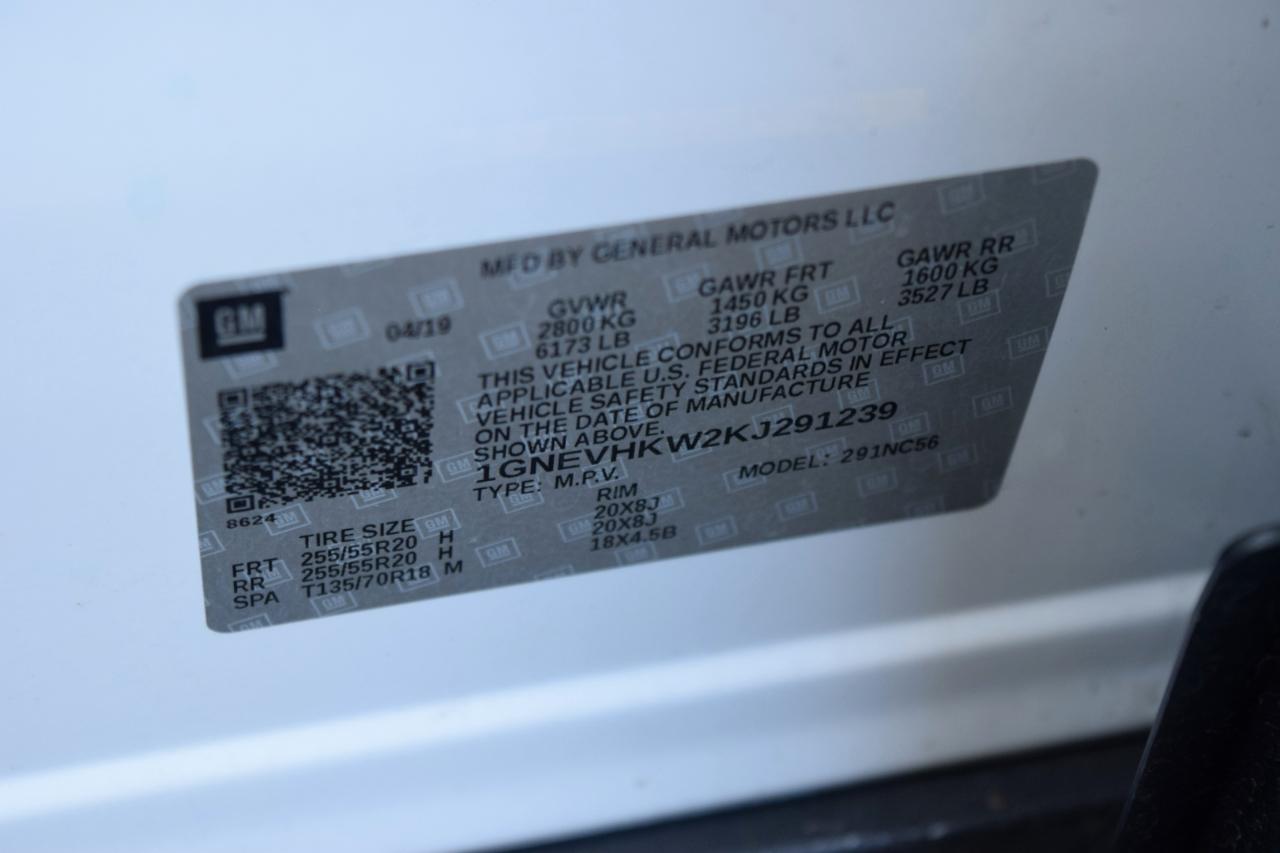 MFD BY GENERAL MOTORS LLC
GM
04/19
GVWR GAWR FRT GAWR RR
2800 KG 1450 KG 1600 KG
6173 LB 3196 LB 3527 LB
THIS VEHICLE CONFORMS TO ALL
APPLICABLE U.S. FEDERAL MOTOR
VEHICLE SAFETY STANDARDS IN EFFECT
ON THE DATE OF MANUFACTURE
SHOWN ABOVE.
1GNEVHKW2KJ291239
TYPE: M.P.V. MODEL: 291NC56
8624
TIRE SIZE RIM
FRT 255/55R20 H 20X8J
RR 255/55R20 H 20X8J
SPA T135/70R18 M 18X4.5B